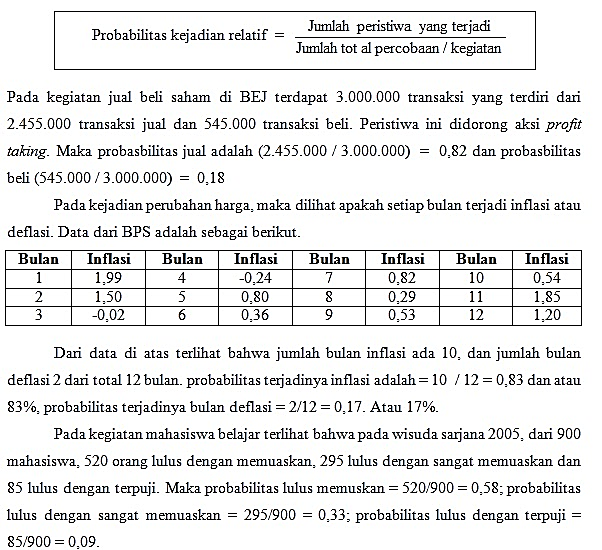 Probabilitas kejadian relatif = Jumlah peristiwa yang terjadi
Jumlah tot al percobaan / kegiatan
Pada kegiatan jual beli saham di BEJ terdapat 3.000.000 transaksi yang terdiri dari
2.455.000 transaksi jual dan 545.000 transaksi beli. Peristiwa ini didorong aksi profit
taking. Maka probasbilitas jual adalah (2.455.000 / 3.000.000) = 0,82 dan probasbilitas
beli (545.000 / 3.000.000) = 0,18
Pada kejadian perubahan harga, maka dilihat apakah setiap bulan terjadi inflasi atau
deflasi. Data dari BPS adalah sebagai berikut.
Bulan Inflasi Bulan Inflasi Bulan Inflasi Bulan Inflasi
1 1,99 4 -0,24 7 0,82 10 0,54
2 1,50 5 0,80 8 0,29 11 1,85
3 -0,02 6 0,36 9 0,53 12 1,20
Dari data di atas terlihat bahwa jumlah bulan inflasi ada 10, dan jumlah bulan
deflasi 2 dari total 12 bulan. probabilitas terjadinya inflasi adalah = 10 / 12 = 0,83 dan atau
83%, probabilitas terjadinya bulan deflasi = 2/12 = 0,17. Atau 17%.
Pada kegiatan mahasiswa belajar terlihat bahwa pada wisuda sarjana 2005, dari 900
mahasiswa, 520 orang lulus dengan memuaskan, 295 lulus dengan sangat memuaskan dan
85 lulus dengan terpuji. Maka probabilitas lulus memuskan = 520/900 = 0,58; probabilitas
lulus dengan sangat memuaskan = 295/900 = 0,33; probabilitas lulus dengan terpuji =
85/900 = 0,09.